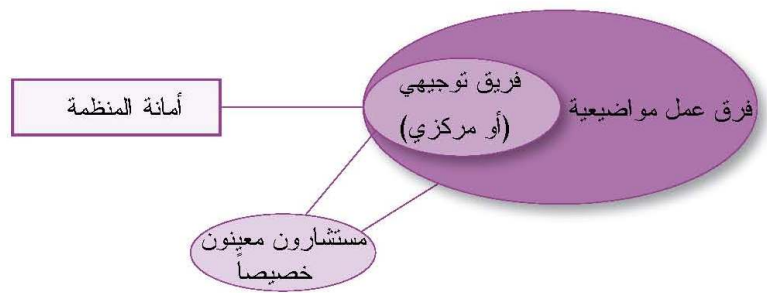 فريق توجيهي
(أو مركزي)
فرق عمل مواضيعية
أمانة المنظمة
مستشارون معينون
خصيصاً